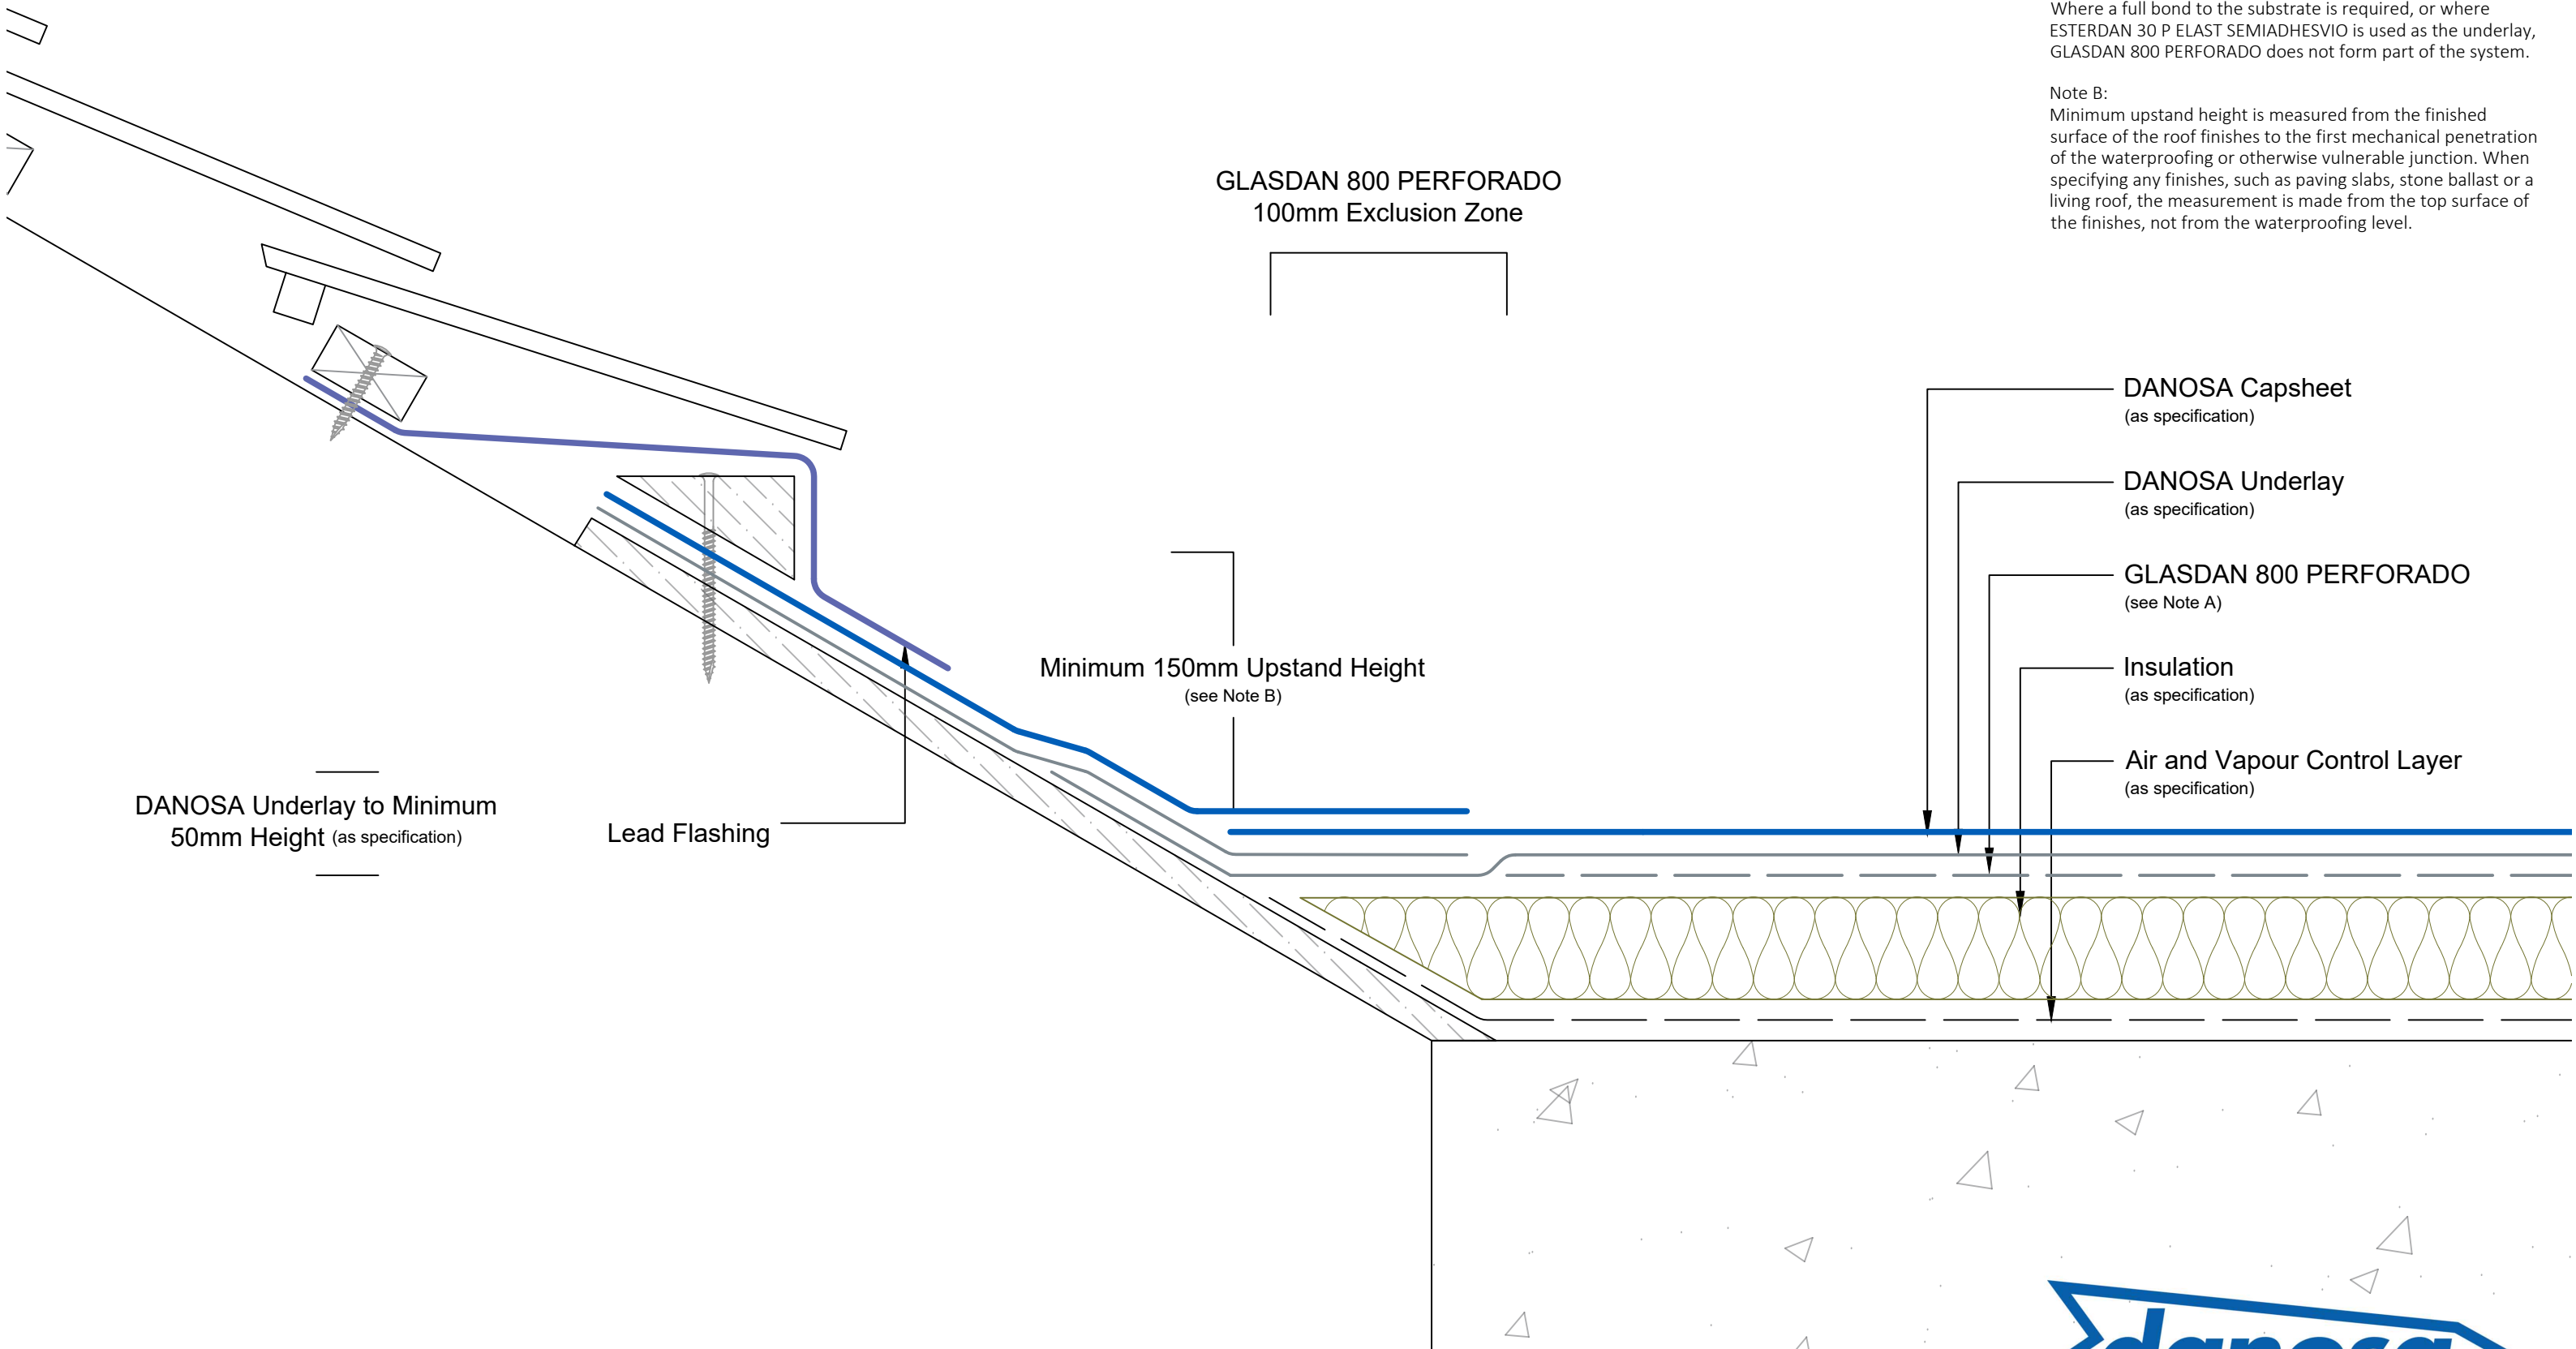 Where a full bond to the substrate is required, or where
ESTERDAN 30 P ELAST SEMIADHESVIO is used as the underlay,
GLASDAN 800 PERFORADO does not form part of the system.
Note B:
Minimum upstand height is measured from the finished
surface of the roof finishes to the first mechanical penetration
of the waterproofing or otherwise vulnerable junction. When
specifying any finishes, such as paving slabs, stone ballast or a
living roof, the measurement is made from the top surface of
the finishes, not from the waterproofing level.
GLASDAN 800 PERFORADO
100mm Exclusion Zone
DANOSA Capsheet
(as specification)
DANOSA Underlay
(as specification)
GLASDAN 800 PERFORADO
(see Note A)
Insulation
(as specification)
Air and Vapour Control Layer
(as specification)
Minimum 150mm Upstand Height
(see Note B)
DANOSA Underlay to Minimum
50mm Height (as specification)
Lead Flashing
danosa